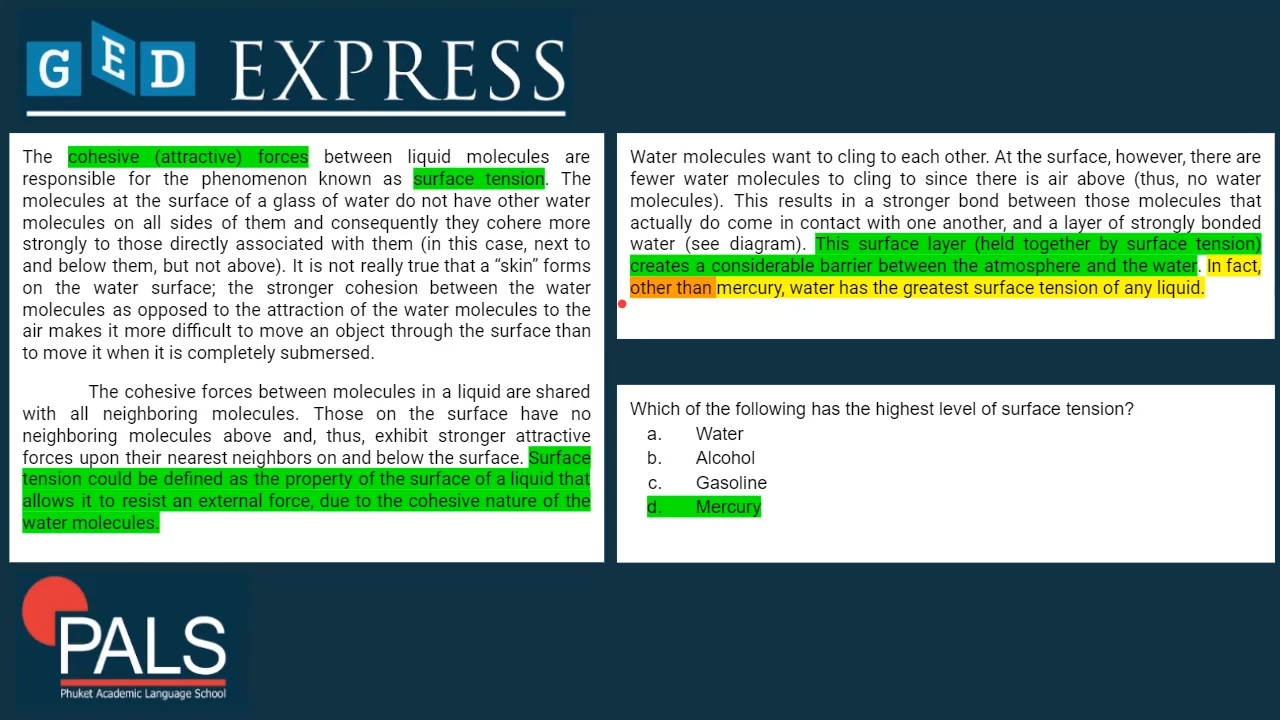 GED EXPRESS
The cohesive (attractive) forces between liquid molecules are
responsible for the phenomenon known as surface tension. The
molecules at the surface of a glass of water do not have other water
molecules on all sides of them and consequently they cohere more
strongly to those directly associated with them (in this case, next to
and below them, but not above). It is not really true that a “skin” forms
on the water surface; the stronger cohesion between the water
molecules as opposed to the attraction of the water molecules to the
air makes it more difficult to move an object through the surface than
to move it when it is completely submersed.
The cohesive forces between molecules in a liquid are shared
with all neighboring molecules. Those on the surface have no
neighboring molecules above and, thus, exhibit stronger attractive
forces upon their nearest neighbors on and below the surface. Surface
tension could be defined as the property of the surface of a liquid that
allows it to resist an external force, due to the cohesive nature of the
water molecules.
Water molecules want to cling to each other. At the surface, however, there are
fewer water molecules to cling to since there is air above (thus, no water
molecules). This results in a stronger bond between those molecules that
actually do come in contact with one another, and a layer of strongly bonded
water (see diagram). This surface layer (held together by surface tension)
creates a considerable barrier between the atmosphere and the water. In fact,
other than mercury, water has the greatest surface tension of any liquid.
Which of the following has the highest level of surface tension?
a. Water
b. Alcohol
c. Gasoline
d. Mercury
PALS
Phuket Academic Language School